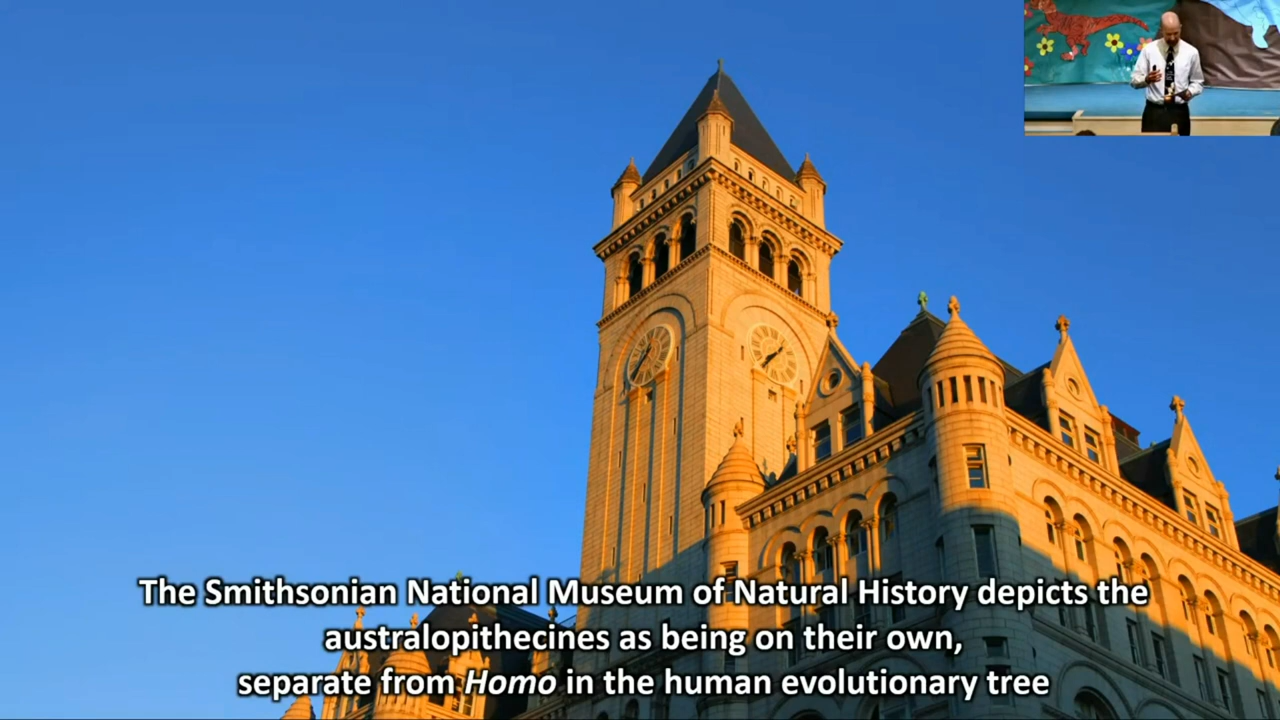 The Smithsonian National Museum of Natural History depicts the
australopithecines as being on their own,
separate from Homo in the human evolutionary tree